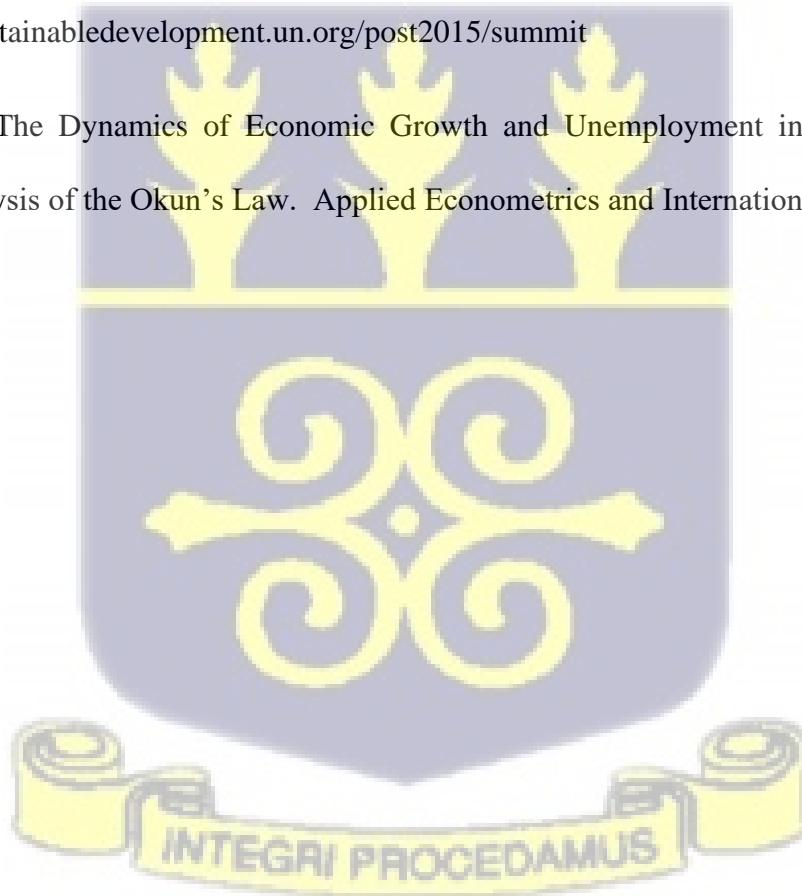 tainabledevelopment.un.org/post2015/summit
The Dynamics of Economic Growth and Unemployment in
ysis of the Okun's Law. Applied Econometrics and Internation
INTEGRI PROCEDAMUS